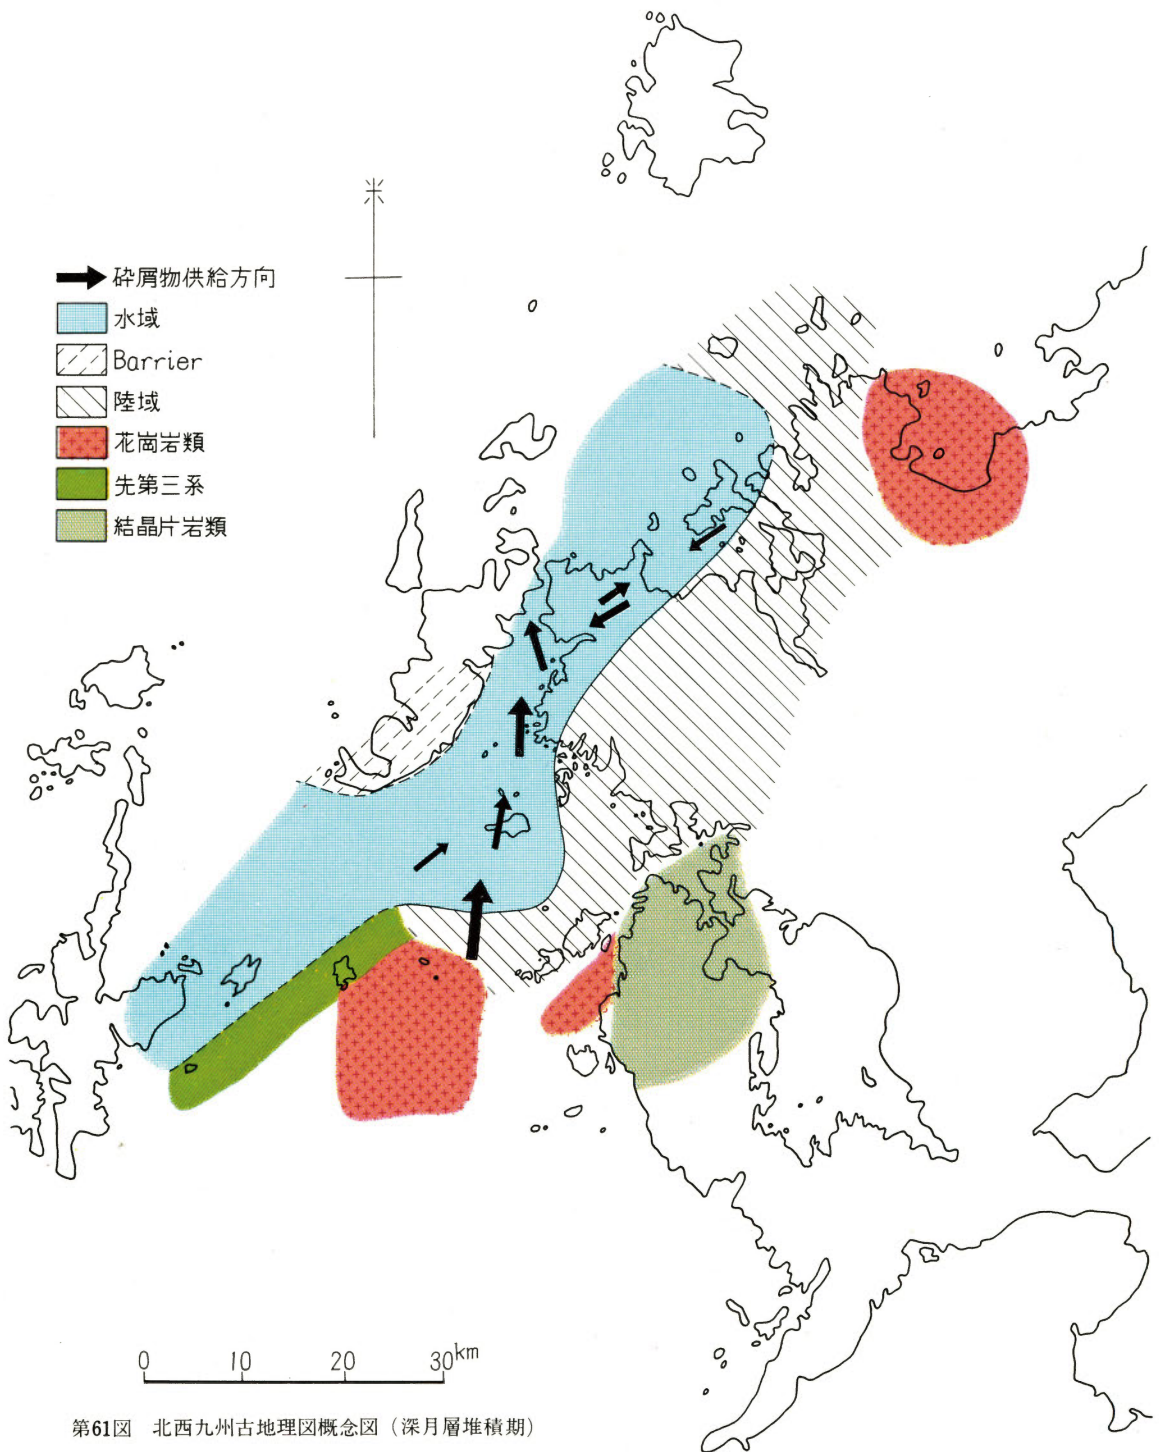 砕屑物供給方向
水域
Barrier
陸域
花崗岩類
先第三系
結晶片岩類
0 10 20 30km
第61図 北西九州古地理図概念図（深月層堆積期）